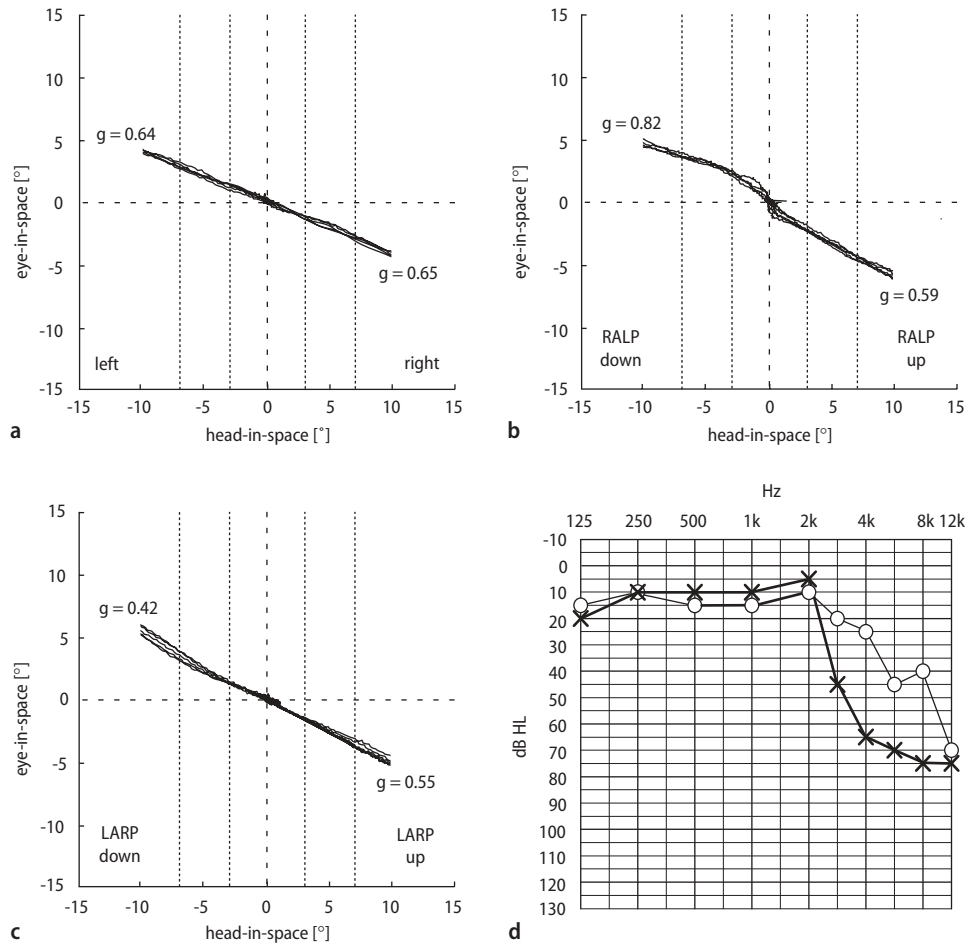 15
10
5
0
-5
-10
-15
eye-in-space [°]
g = 0.64
g = 0.65
left
right
-15
-10
-5
0
5
10
15
head-in-space [°]
a
15
10
5
0
-5
-10
-15
eye-in-space [°]
g = 0.82
g = 0.59
RALP
down
RALP
up
-15
-10
-5
0
5
10
15
head-in-space [°]
b
15
10
5
0
-5
-10
-15
eye-in-space [°]
g = 0.42
g = 0.55
LARP
down
LARP
up
-15
-10
-5
0
5
10
15
head-in-space [°]
c
Hz
125
250
500
1k
2k
4k
8k
12k
-10
0
10
20
30
40
50
60
70
80
90
100
110
120
130
dB HL
d